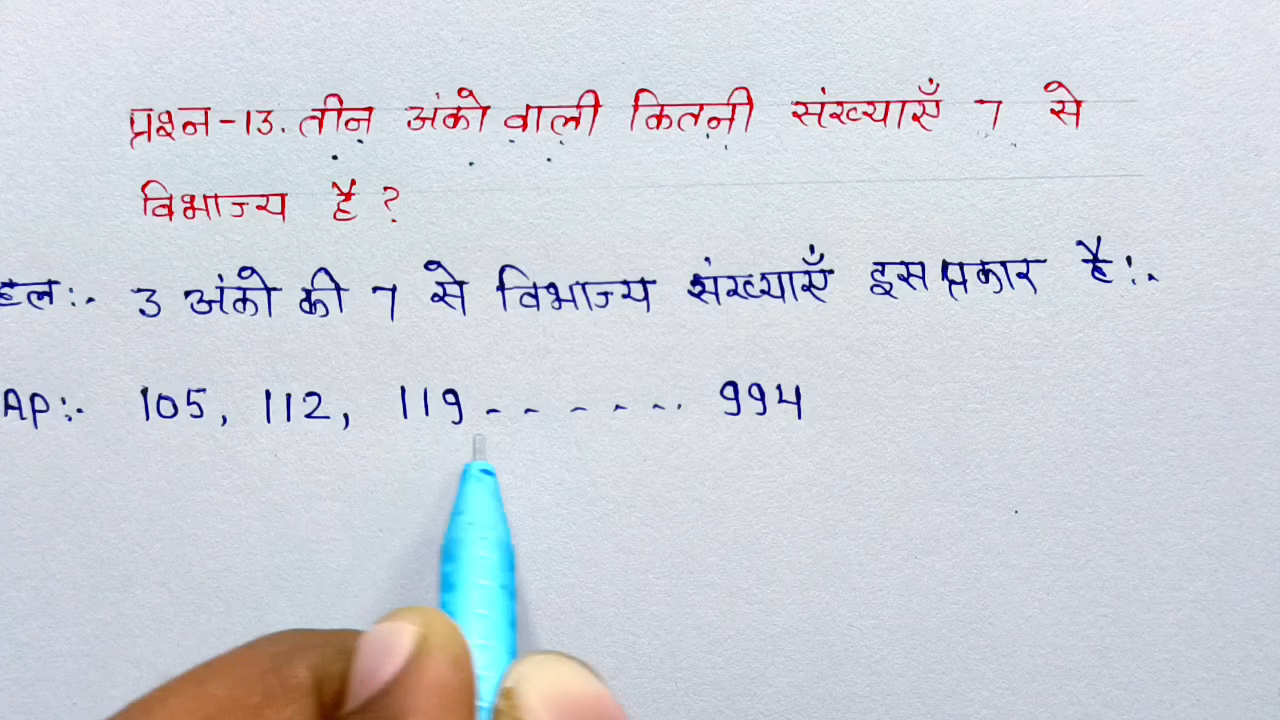 प्रश्न-13. तीन अंको वाली कितनी संख्याएँ 7 से
विभाज्य है ?
हल:- 3 अंको की 7 से विभाज्य संख्याएँ इस प्रकार है:-
AP:- 105, 112, 119 - - - - - - - 994